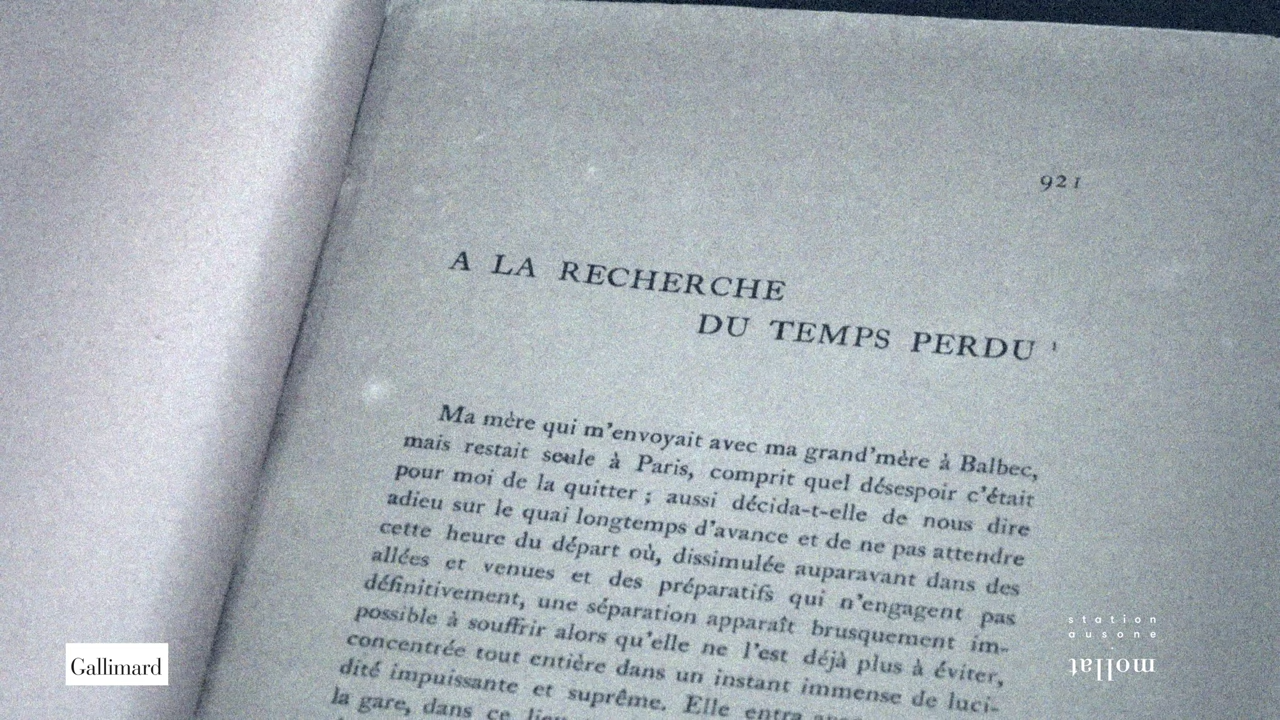 921
A LA RECHERCHE
DU TEMPS PERDU ¹
Ma mère qui m'envoyait avec ma grand'mère à Balbec,
mais restait seule à Paris, comprit quel désespoir c'était
pour moi de la quitter ; aussi décida-t-elle de nous dire
adieu sur le quai longtemps d'avance et de ne pas attendre
cette heure du départ où, dissimulée auparavant dans des
allées et venues et des préparatifs qui n'engagent pas
définitivement, une séparation apparaît brusquement im-
possible à souffrir alors qu'elle ne l'est déjà plus à éviter,
concentrée tout entière dans un instant immense de luci-
dité impuissante et suprême. Elle entra
la gare, dans ce
Gallimard
station
ausone
mollat